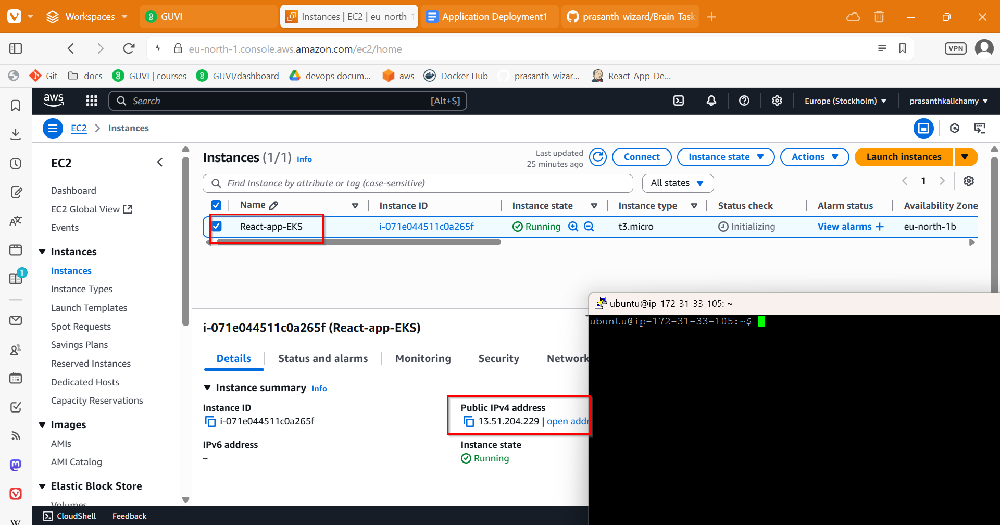 Workspaces
GUVI
Instances | EC2 | eu-north-1
Application Deployment1 -
prasanth-wizard/Brain-Task
eu-north-1.console.aws.amazon.com/ec2/home
VPN
Git
docs
GUVI | courses
GUVI/dashboard
devops docum...
aws
Docker Hub
prasanth-wizar...
React-App-De...
aws
Search
[Alt+S]
Europe (Stockholm)
prasanthkalichamy
EC2
Instances
EC2
Dashboard
EC2 Global View
Events
Instances
Instances
Instance Types
Launch Templates
Spot Requests
Savings Plans
Reserved Instances
Dedicated Hosts
Capacity Reservations
Images
AMIs
AMI Catalog
Elastic Block Store
Volumes
1
W
Instances (1/1) Info
Last updated
25 minutes ago
Connect
Instance state
Actions
Launch instances
Find Instance by attribute or tag (case-sensitive)
All states
1
Name
Instance ID
Instance state
Instance type
Status check
Alarm status
Availability Zone
React-app-EKS
i-071e044511c0a265f
Running
t3.micro
Initializing
View alarms +
eu-north-1b
i-071e044511c0a265f (React-app-EKS)
Details
Status and alarms
Monitoring
Security
Network
Instance summary Info
Instance ID
i-071e044511c0a265f
Public IPv4 address
13.51.204.229 | open addr
IPv6 address
–
Instance state
Running
ubuntu@ip-172-31-33-105: ~
ubuntu@ip-172-31-33-105:~$
CloudShell
Feedback